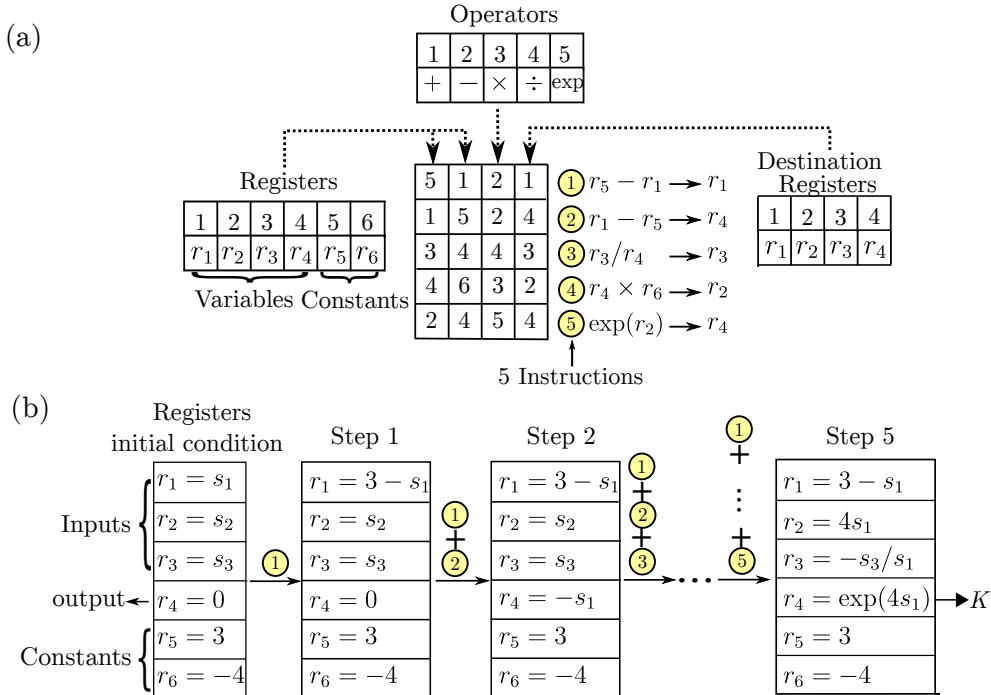 (a)
Operators
1 2 3 4 5
+ − × ÷ exp
Registers
1 2 3 4 5 6
r₁ r₂ r₃ r₄ r₅ r₆
Variables Constants
5 1 2 1
1 5 2 4
3 4 4 3
4 6 3 2
2 4 5 4
1 r₅ − r₁ → r₁
2 r₁ − r₅ → r₄
3 r₃/r₄ → r₃
4 r₄ × r₆ → r₂
5 exp(r₂) → r₄
5 Instructions
Destination
Registers
1 2 3 4
r₁ r₂ r₃ r₄
(b)
Registers
initial condition
Inputs
output
Constants
r₁ = s₁
r₂ = s₂
r₃ = s₃
r₄ = 0
r₅ = 3
r₆ = −4
1
Step 1
r₁ = 3 − s₁
r₂ = s₂
r₃ = s₃
r₄ = 0
r₅ = 3
r₆ = −4
1
+
2
Step 2
r₁ = 3 − s₁
r₂ = s₂
r₃ = s₃
r₄ = −s₁
r₅ = 3
r₆ = −4
1
+
2
+
3
...
1
+
⋮
+
5
Step 5
r₁ = 3 − s₁
r₂ = 4s₁
r₃ = −s₃/s₁
r₄ = exp(4s₁) → K
r₅ = 3
r₆ = −4